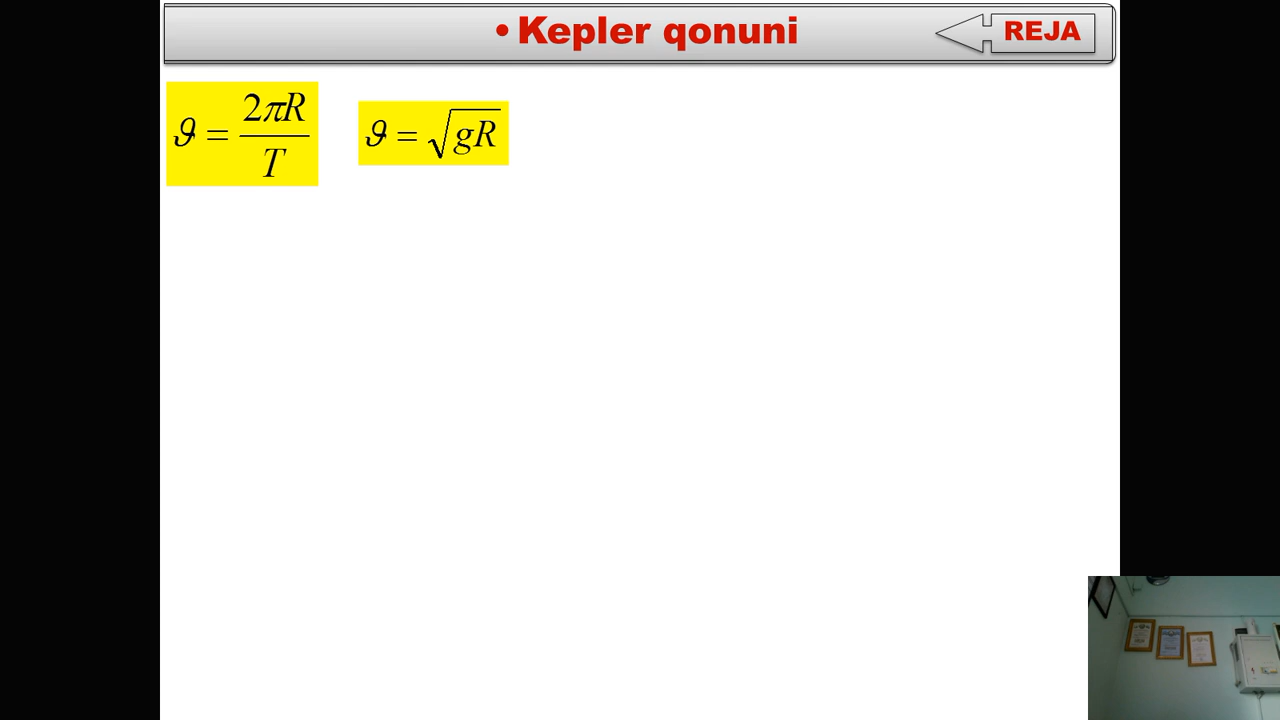 • Kepler qonuni
REJA
ϑ = 2πR / T
ϑ = √gR